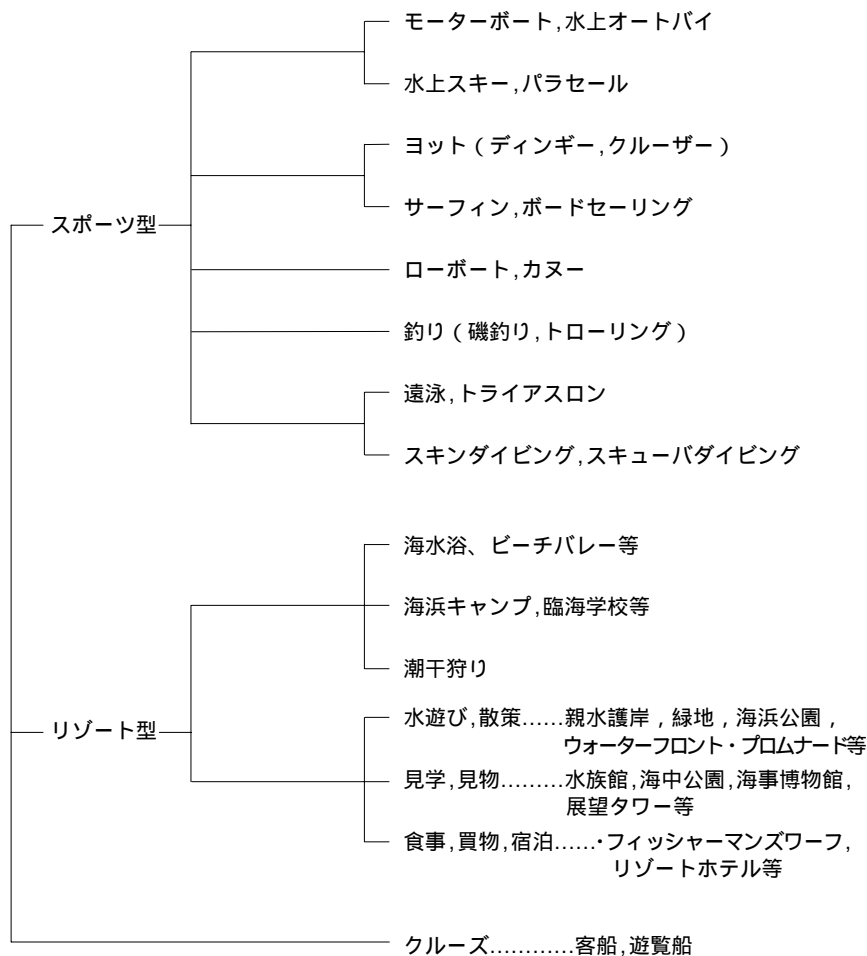 モーターボート,水上オートバイ
水上スキー,パラセール
ヨット(ディンギー,クルーザー)
スポーツ型
サーフィン,ボードセーリング
ローボート,カヌー
釣り(磯釣り,トローリング)
遠泳,トライアスロン
スキンダイビング,スキューバダイビング
海水浴、ビーチバレー等
海浜キャンプ,臨海学校等
潮干狩り
リゾート型
水遊び,散策……親水護岸,緑地,海浜公園,
ウォーターフロント・プロムナード等
見学,見物………水族館,海中公園,海事博物館,
展望タワー等
食事,買物,宿泊……・フィッシャーマンズワーフ,
リゾートホテル等
クルーズ…………客船,遊覧船